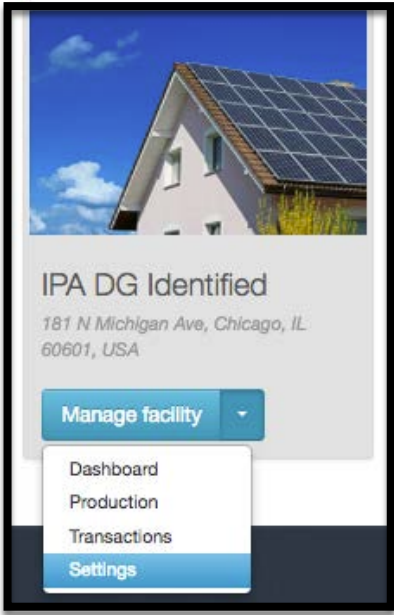 IPA DG Identified
181 N Michigan Ave, Chicago, IL
60601, USA
Manage facility
Dashboard
Production
Transactions
Settings